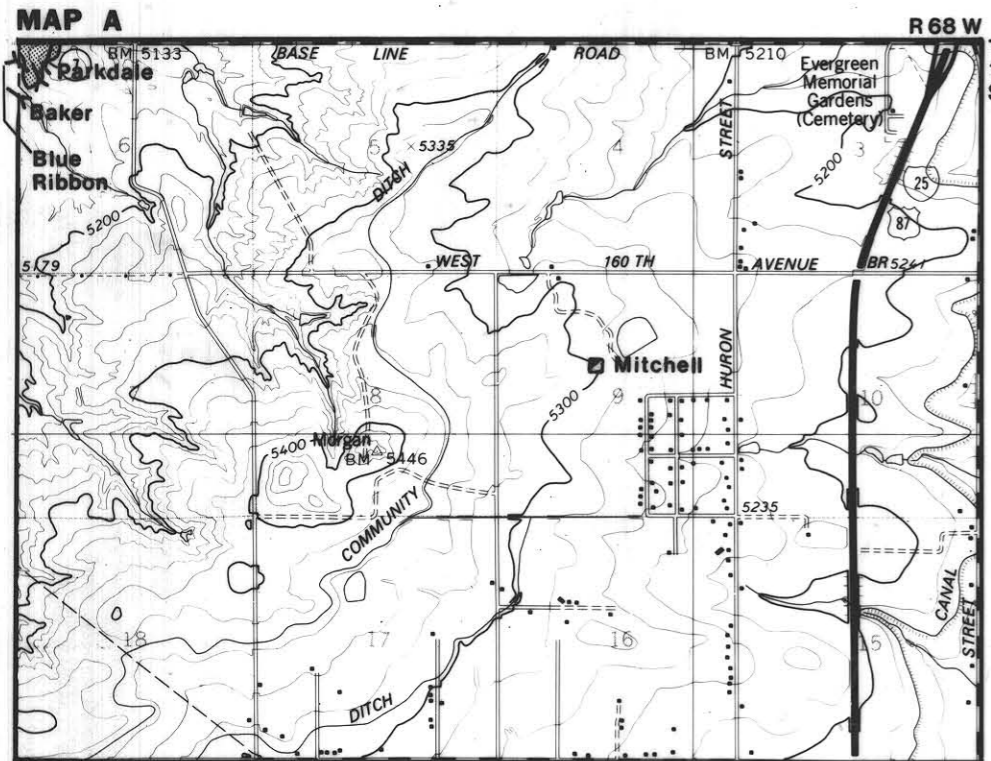 MAP A
R 68 W
BM 5133
BASE LINE ROAD
BM 5210
7
Parkdale
Baker
Blue
Ribbon
Evergreen
Memorial
Gardens
(Cemetery)
6
5
5335
4
3
STREET
DITCH
5200
5200
25
87
5179
WEST 160 TH AVENUE
BR 5241
Mitchell
HURON
8
9
10
5300
5400
Morgan
BM 5446
COMMUNITY
5235
CANAL
STREET
18
17
16
15
DITCH